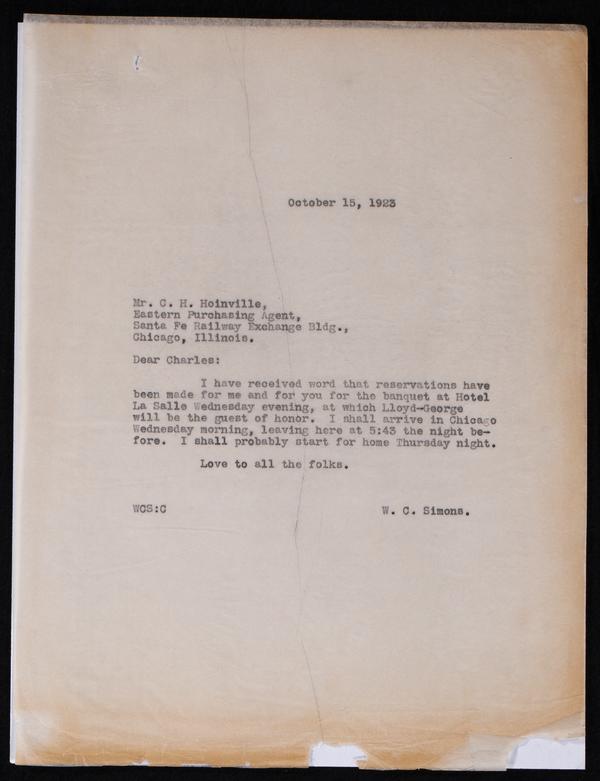 October 15, 1923
Mr. C. H. Hoinville,
Eastern Purchasing Agent,
Santa Fe Railway Exchange Bldg.,
Chicago, Illinois.
Dear Charles:
I have received word that reservations have
been made for me and for you for the banquet at Hotel
La Salle Wednesday evening, at which Lloyd-George
will be the guest of honor. I shall arrive in Chicago
Wednesday morning, leaving here at 5:43 the night be-
fore. I shall probably start for home Thursday night.
Love to all the folks.
WCS:C W. C. Simons.